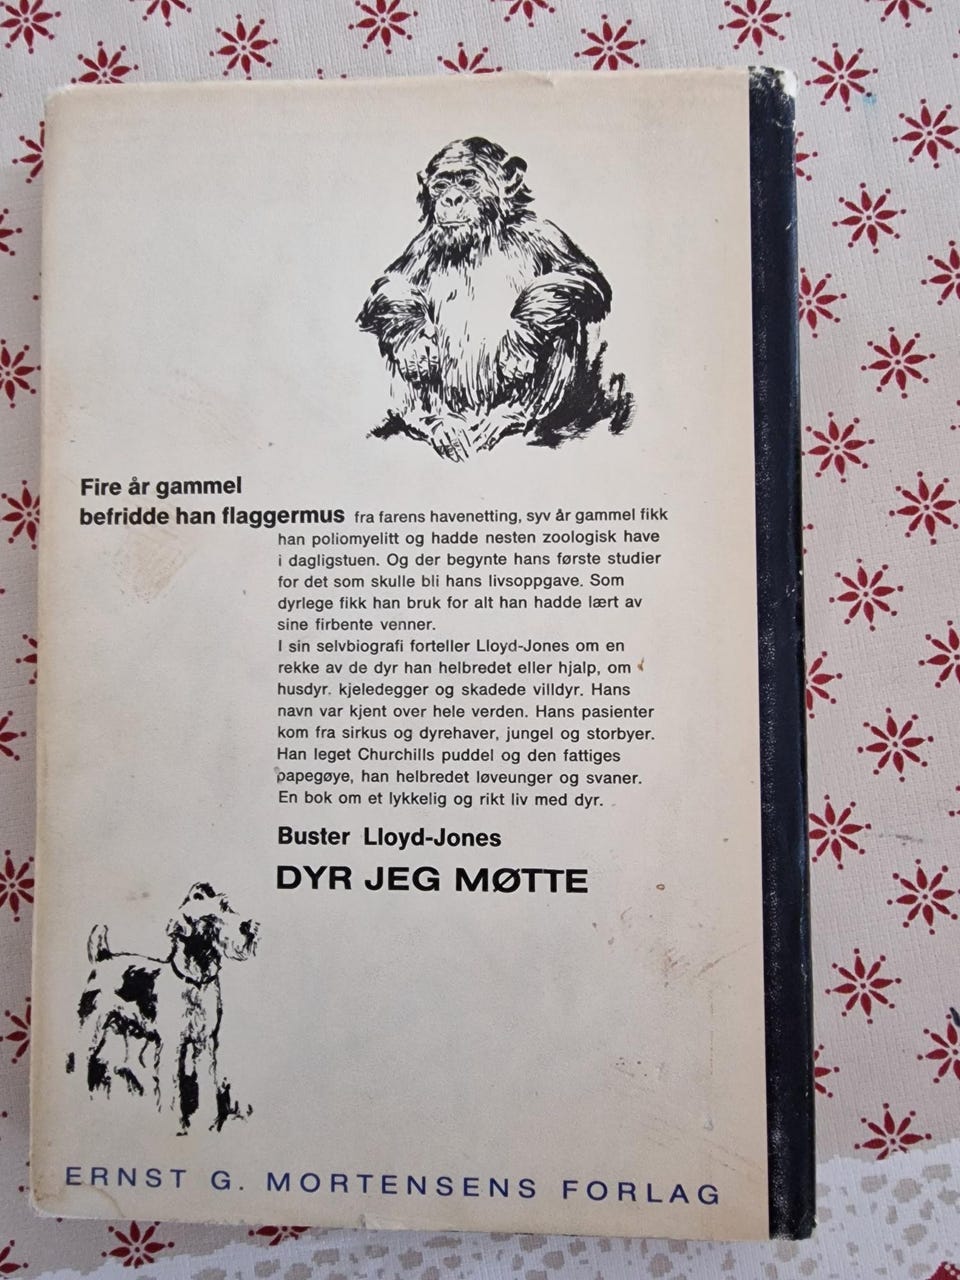 Fire år gammel
befridde han flaggermus fra farens havenetting, syv år gammel fikk
han poliomyelitt og hadde nesten zoologisk have
i dagligstuen. Og der begynte hans første studier
for det som skulle bli hans livsoppgave. Som
dyrlege fikk han bruk for alt han hadde lært av
sine firbente venner.
I sin selvbiografi forteller Lloyd-Jones om en
rekke av de dyr han helbredet eller hjalp, om
husdyr. kjeledegger og skadede villdyr. Hans
navn var kjent over hele verden. Hans pasienter
kom fra sirkus og dyrehaver, jungel og storbyer.
Han leget Churchills puddel og den fattiges
papegøye, han helbredet løveunger og svaner.
En bok om et lykkelig og rikt liv med dyr.
Buster Lloyd-Jones
DYR JEG MØTTE
ERNST G. MORTENSENS FORLAG